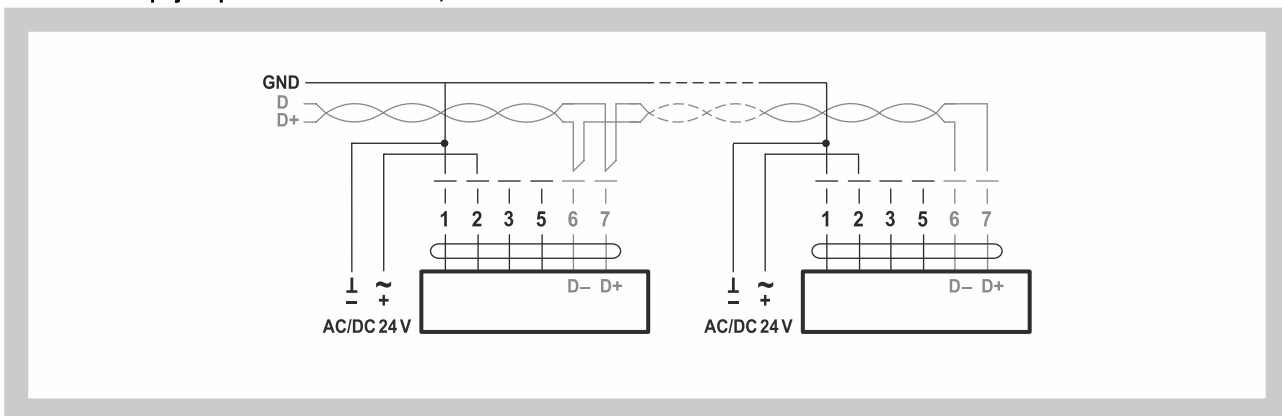 GND
D
D+
1 2 3 5 6 7 1 2 3 5 6 7
⊥ ~ D– D+ ⊥ ~ D– D+
– + – +
AC/DC 24 V AC/DC 24 V